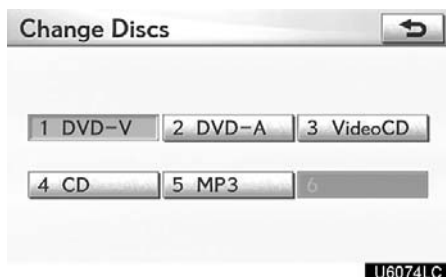 Change Discs
1 DVD-V 2 DVD-A 3 VideoCD
4 CD 5 MP3 6
U6074LC